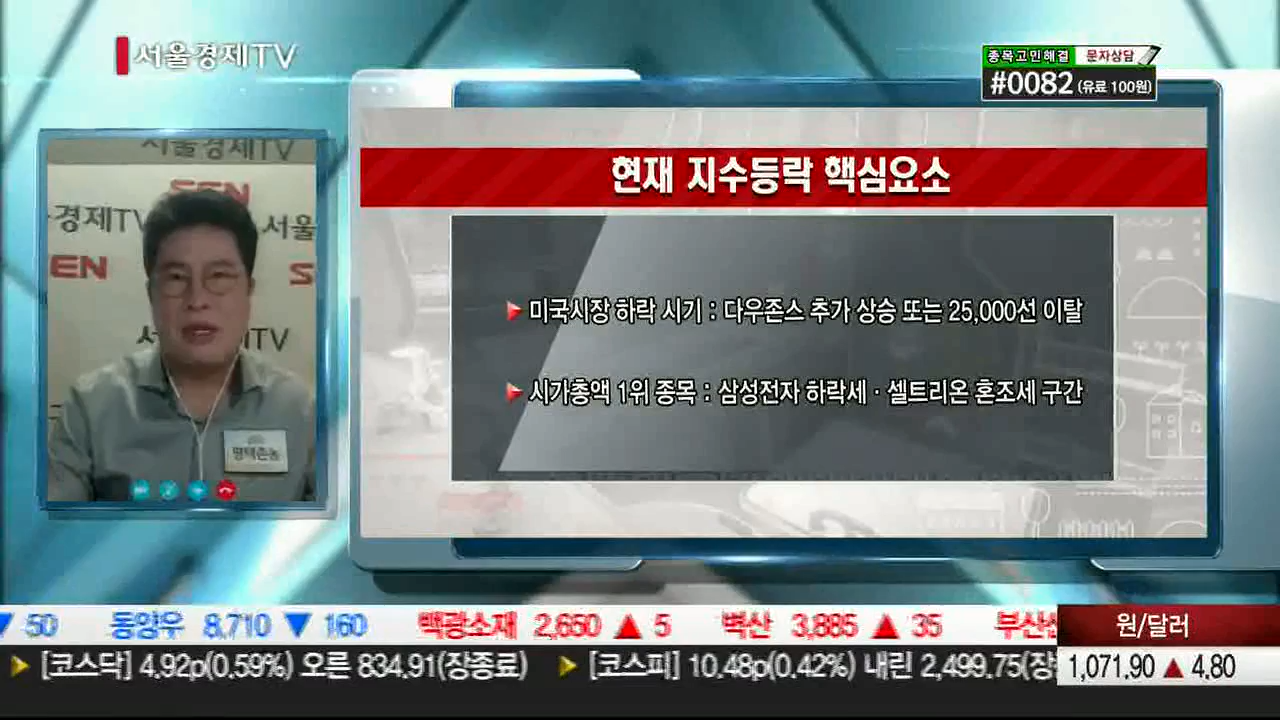 서울경제TV
종목고민해결 문자상담
#0082 (유료 100원)
현재 지수등락 핵심요소
미국시장 하락 시기 : 다우존스 추가 상승 또는 25,000선 이탈
시가총액 1위 종목 : 삼성전자 하락세 · 셀트리온 혼조세 구간
서울경제TV
SEN
경제TV
서울
EN
S
TV
▼ 50 동양우 8,710 ▼ 160 백광소재 2,650 ▲ 5 벽산 3,885 ▲ 35 부산산
원/달러
[코스닥] 4.92p(0.59%) 오른 834.91(장종료) [코스피] 10.48p(0.42%) 내린 2,499.75(장
1,071.90 ▲ 4.80